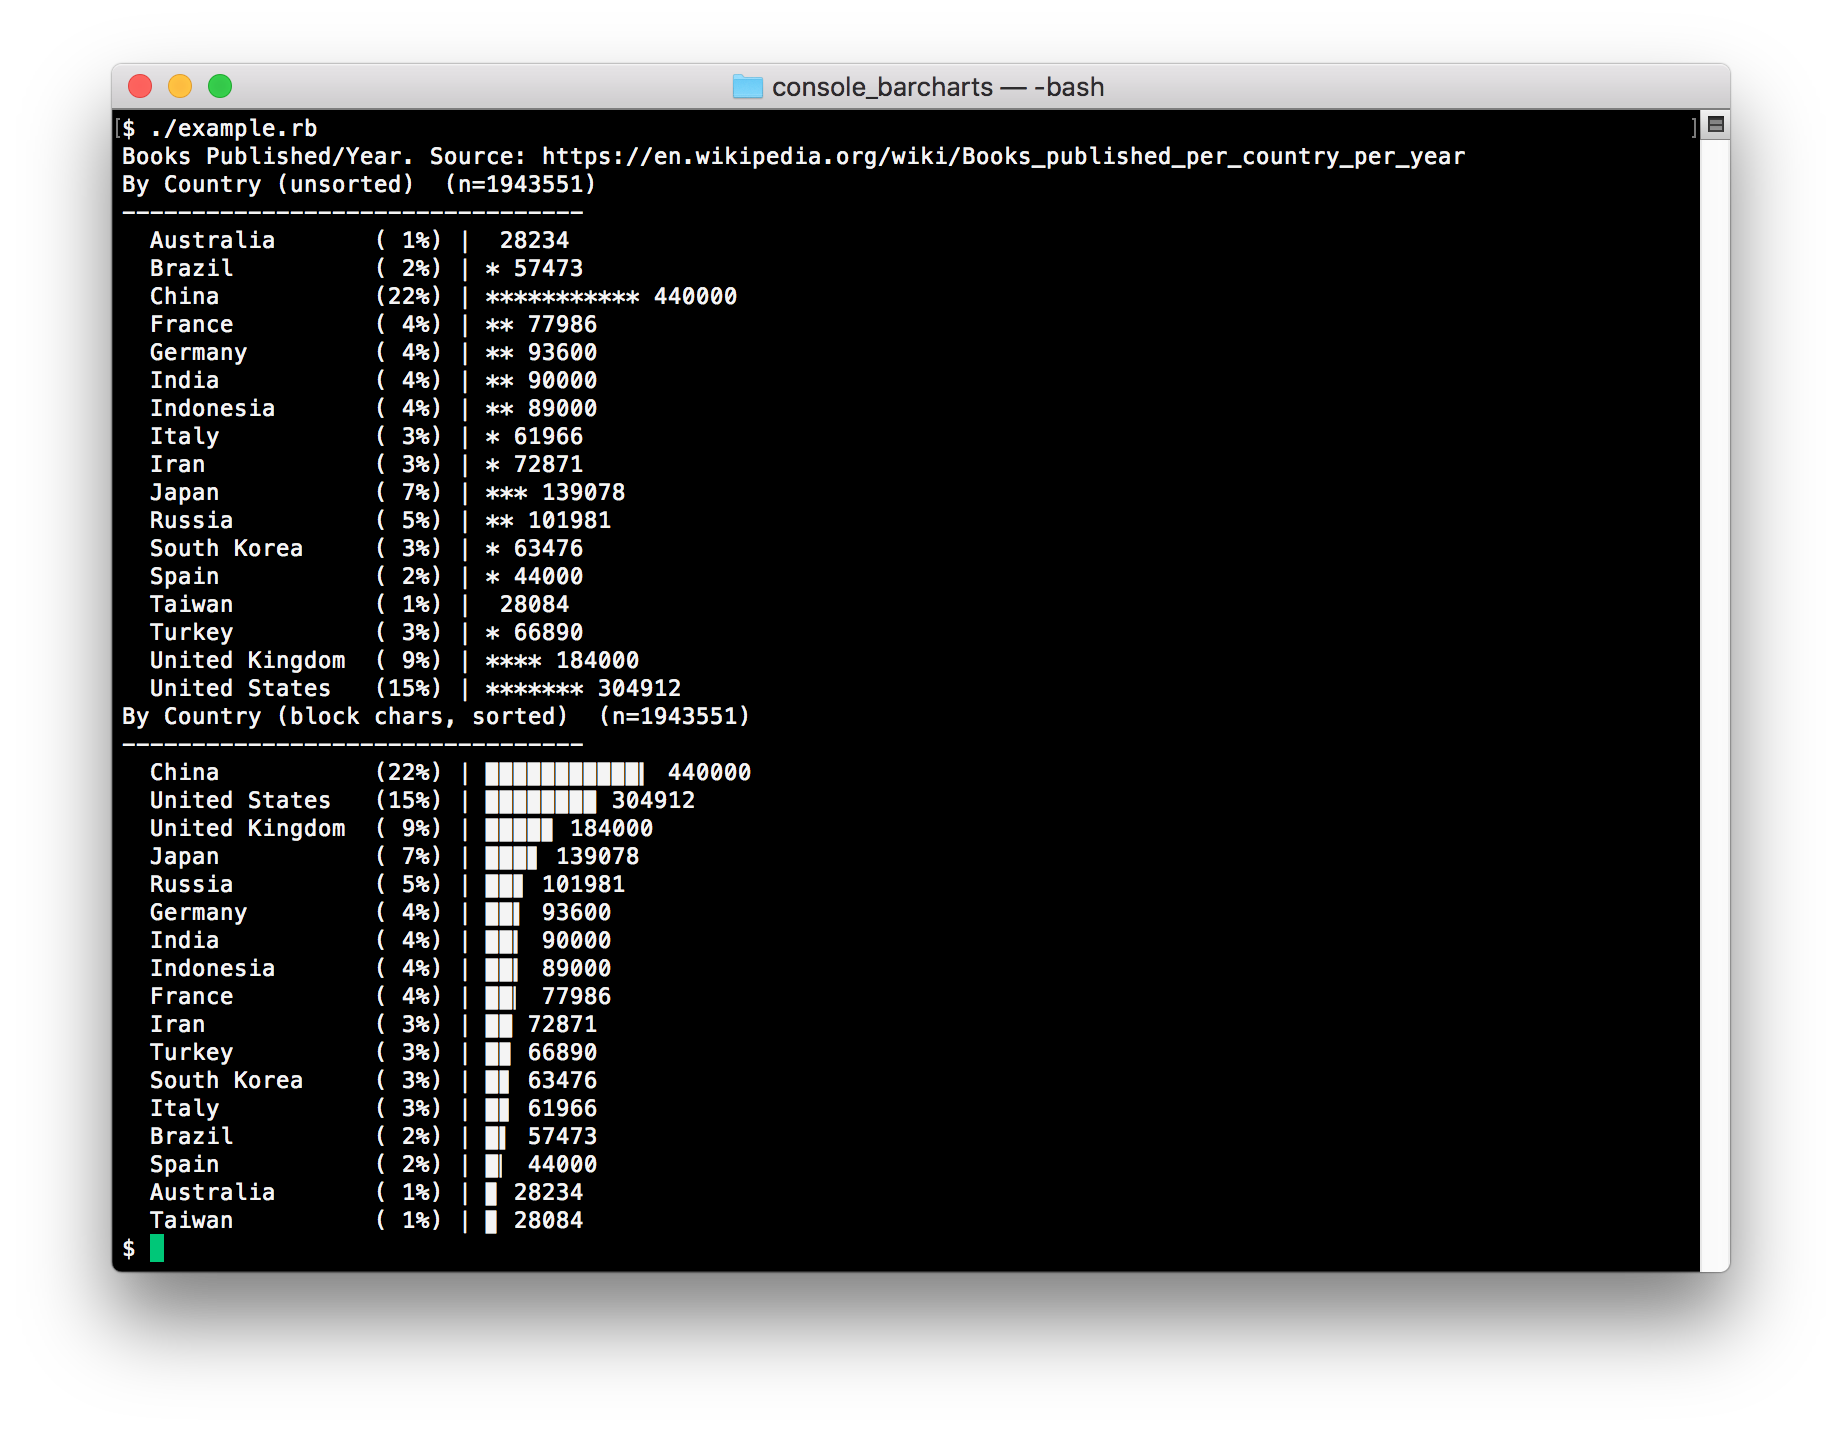 console_barcharts — -bash
$ ./example.rb
Books Published/Year. Source: https://en.wikipedia.org/wiki/Books_published_per_country_per_year
By Country (unsorted)  (n=1943551)
---------------------------------
  Australia       ( 1%) |  28234
  Brazil          ( 2%) | * 57473
  China           (22%) | *********** 440000
  France          ( 4%) | ** 77986
  Germany         ( 4%) | ** 93600
  India           ( 4%) | ** 90000
  Indonesia       ( 4%) | ** 89000
  Italy           ( 3%) | * 61966
  Iran            ( 3%) | * 72871
  Japan           ( 7%) | *** 139078
  Russia          ( 5%) | ** 101981
  South Korea     ( 3%) | * 63476
  Spain           ( 2%) | * 44000
  Taiwan          ( 1%) |  28084
  Turkey          ( 3%) | * 66890
  United Kingdom  ( 9%) | **** 184000
  United States   (15%) | ******* 304912
By Country (block chars, sorted)  (n=1943551)
---------------------------------
  China           (22%) | ███████████▍ 440000
  United States   (15%) | ████████ 304912
  United Kingdom  ( 9%) | ████▊ 184000
  Japan           ( 7%) | ███▋ 139078
  Russia          ( 5%) | ██▋ 101981
  Germany         ( 4%) | ██▍ 93600
  India           ( 4%) | ██▍ 90000
  Indonesia       ( 4%) | ██▍ 89000
  France          ( 4%) | ██▏ 77986
  Iran            ( 3%) | █▉ 72871
  Turkey          ( 3%) | █▊ 66890
  South Korea     ( 3%) | █▋ 63476
  Italy           ( 3%) | █▋ 61966
  Brazil          ( 2%) | █▌ 57473
  Spain           ( 2%) | █▏ 44000
  Australia       ( 1%) | ▊ 28234
  Taiwan          ( 1%) | ▊ 28084
$